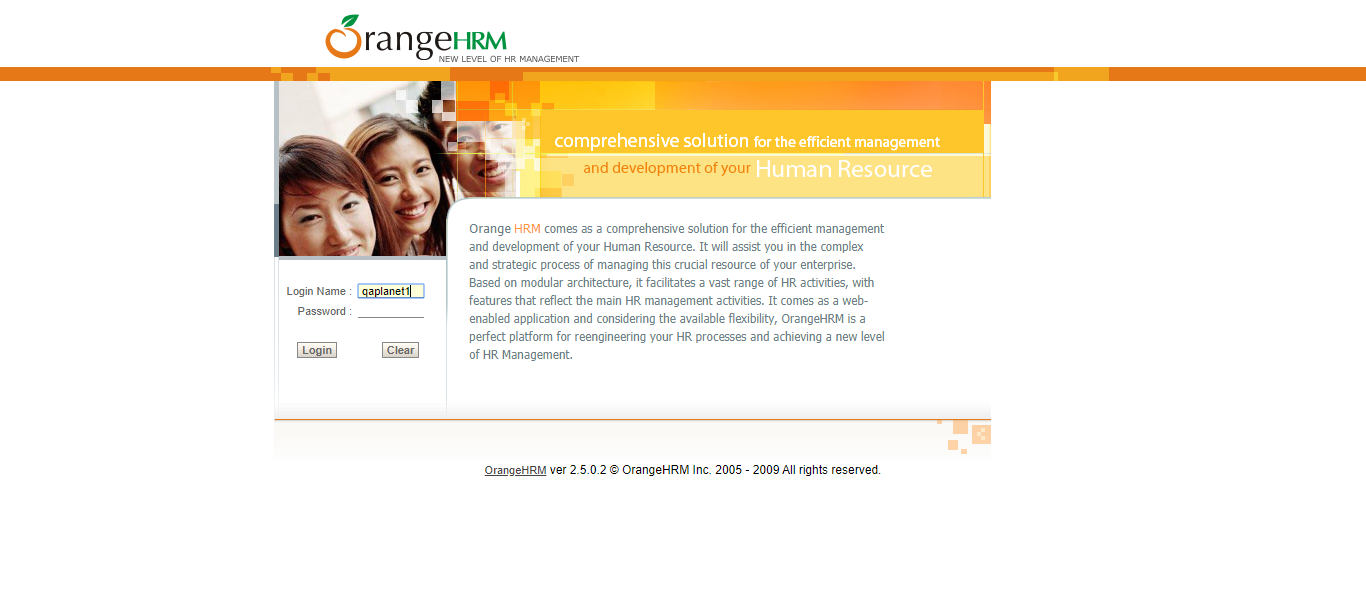 OrangeHRM
NEW LEVEL OF HR MANAGEMENT
comprehensive solution for the efficient management
and development of your Human Resource
Orange HRM comes as a comprehensive solution for the efficient management
and development of your Human Resource. It will assist you in the complex
and strategic process of managing this crucial resource of your enterprise.
Based on modular architecture, it facilitates a vast range of HR activities, with
features that reflect the main HR management activities. It comes as a web-
enabled application and considering the available flexibility, OrangeHRM is a
perfect platform for reengineering your HR processes and achieving a new level
of HR Management.
Login Name : qaplanet1
Password :
Login Clear
OrangeHRM ver 2.5.0.2 © OrangeHRM Inc. 2005 - 2009 All rights reserved.